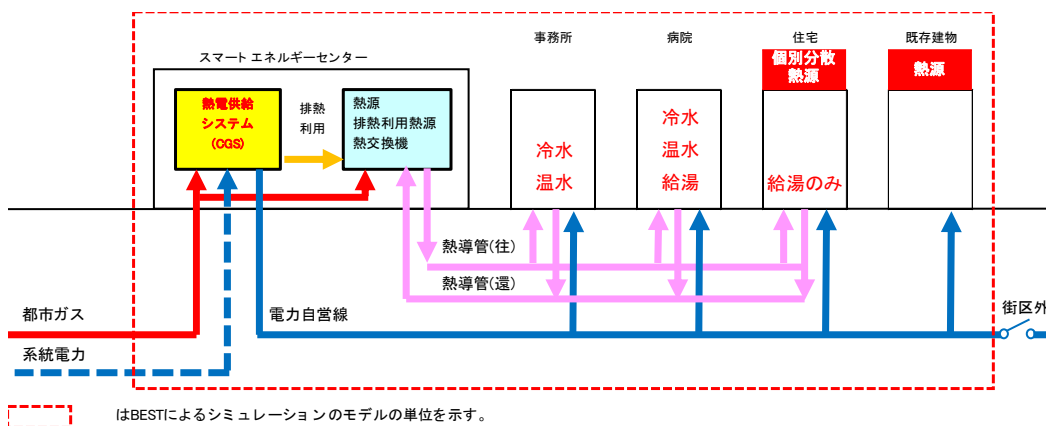 事務所
病院
住宅
既存建物
スマート エネルギーセンター
個別分散
熱源
熱源
熱電供給
システム
(CGS)
排熱
利用
熱源
排熱利用熱源
熱交換機
冷水
温水
冷水
温水
給湯
給湯のみ
熱導管(往)
熱導管(還)
都市ガス
電力自営線
街区外
系統電力
はBESTによるシミュレーションのモデルの単位を示す。